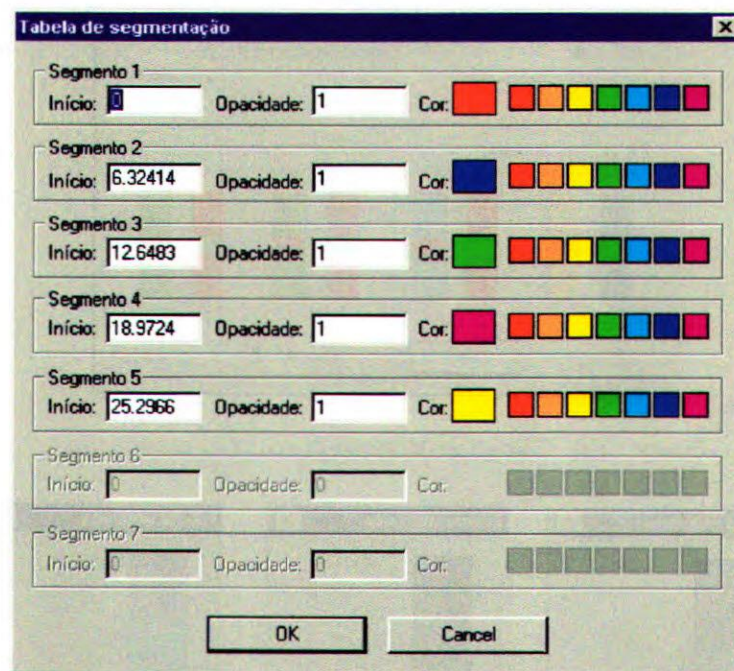 Tabela de segmentação
Segmento 1
Início: 0 Opacidade: 1 Cor:
Segmento 2
Início: 6.32414 Opacidade: 1 Cor:
Segmento 3
Início: 12.6483 Opacidade: 1 Cor:
Segmento 4
Início: 18.9724 Opacidade: 1 Cor:
Segmento 5
Início: 25.2966 Opacidade: 1 Cor:
Segmento 6
Início: 0 Opacidade: 0 Cor:
Segmento 7
Início: 0 Opacidade: 0 Cor:
OK Cancel